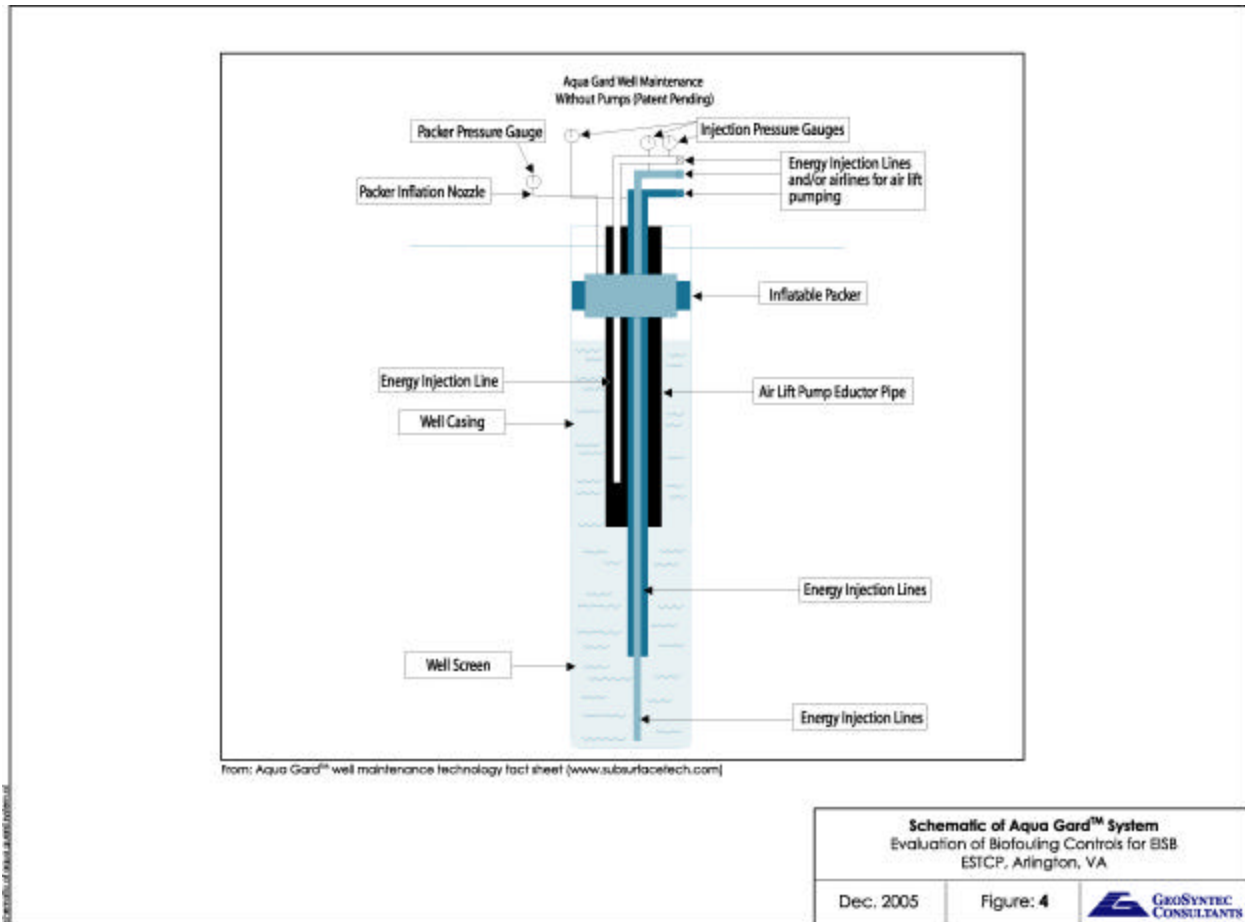 Aqua Gard Well Maintenance
Without Pumps (Patent Pending)
Packer Pressure Gauge
Injection Pressure Gauges
Energy Injection Lines
and/or airlines for air lift
pumping
Packer Inflation Nozzle
Inflatable Packer
Energy Injection Line
Air Lift Pump Eductor Pipe
Well Casing
Energy Injection Lines
Well Screen
Energy Injection Lines
From: Aqua Gard™ well maintenance technology fact sheet (www.subsurfacetech.com)
Schematic of Aqua Gard™ System
Evaluation of Biofouling Controls for EISB
ESTCP, Arlington, VA
Dec. 2005
Figure: 4
GEOSYNTEC
CONSULTANTS